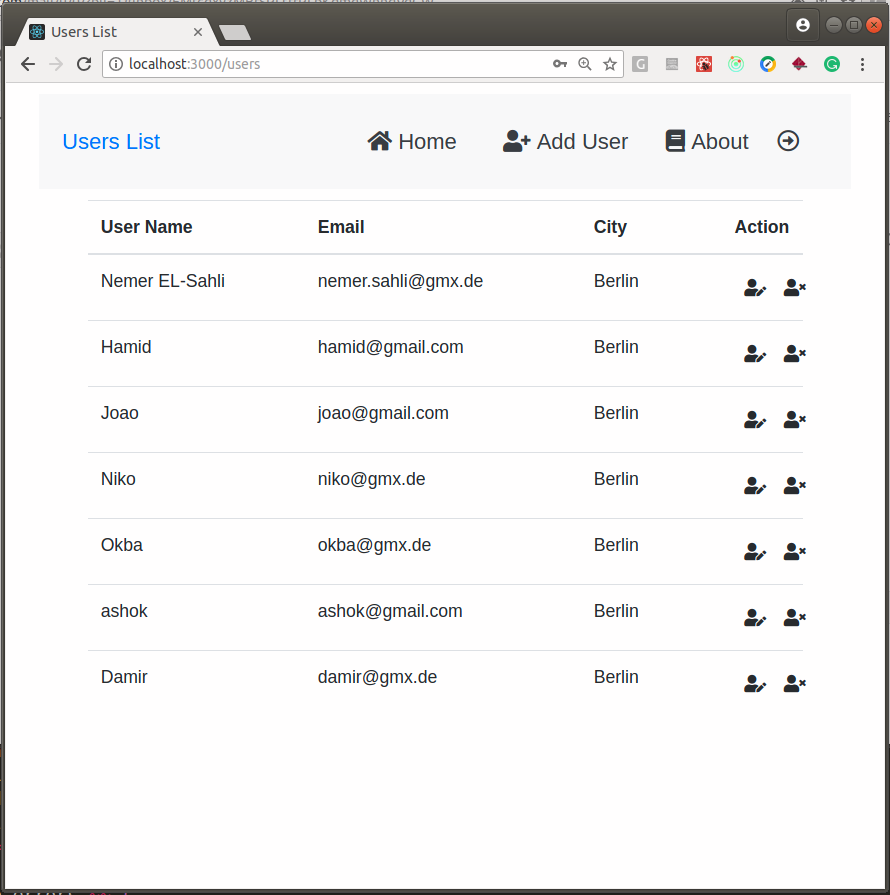 Users List
localhost:3000/users
Users List Home Add User About
User Name Email City Action
Nemer EL-Sahli nemer.sahli@gmx.de Berlin
Hamid hamid@gmail.com Berlin
Joao joao@gmail.com Berlin
Niko niko@gmx.de Berlin
Okba okba@gmx.de Berlin
ashok ashok@gmail.com Berlin
Damir damir@gmx.de Berlin